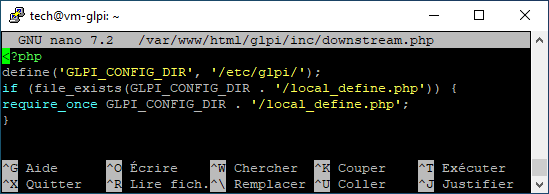 tech@vm-glpi: ~
GNU nano 7.2 /var/www/html/glpi/inc/downstream.php
<?php
define('GLPI_CONFIG_DIR', '/etc/glpi/');
if (file_exists(GLPI_CONFIG_DIR . '/local_define.php')) {
require_once GLPI_CONFIG_DIR . '/local_define.php';
}
^G Aide ^O Écrire ^W Chercher ^K Couper ^T Exécuter
^X Quitter ^R Lire fich. ^\ Remplacer ^U Coller ^J Justifier